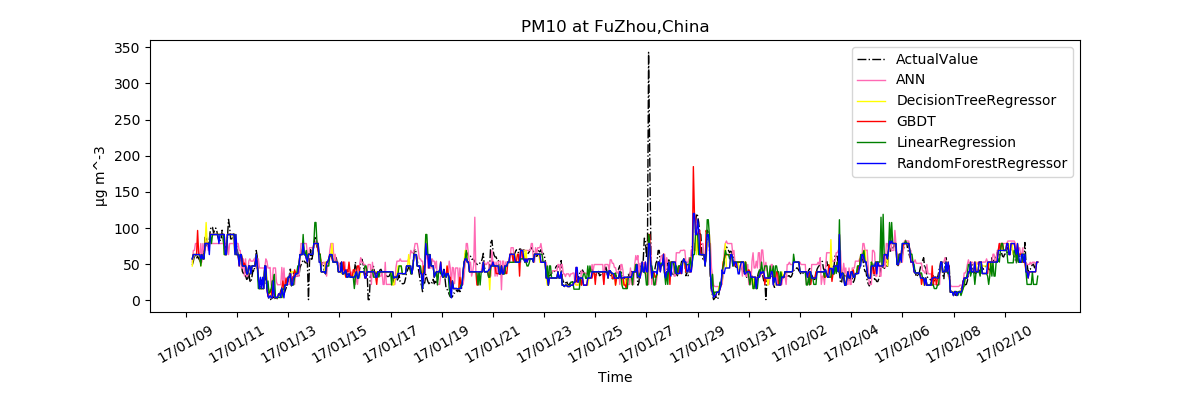 PM10 at FuZhou,China
µg m^-3
350
300
250
200
150
100
50
0
ActualValue
ANN
DecisionTreeRegressor
GBDT
LinearRegression
RandomForestRegressor
17/01/09
17/01/11
17/01/13
17/01/15
17/01/17
17/01/19
17/01/21
17/01/23
17/01/25
17/01/27
17/01/29
17/01/31
17/02/02
17/02/04
17/02/06
17/02/08
17/02/10
Time